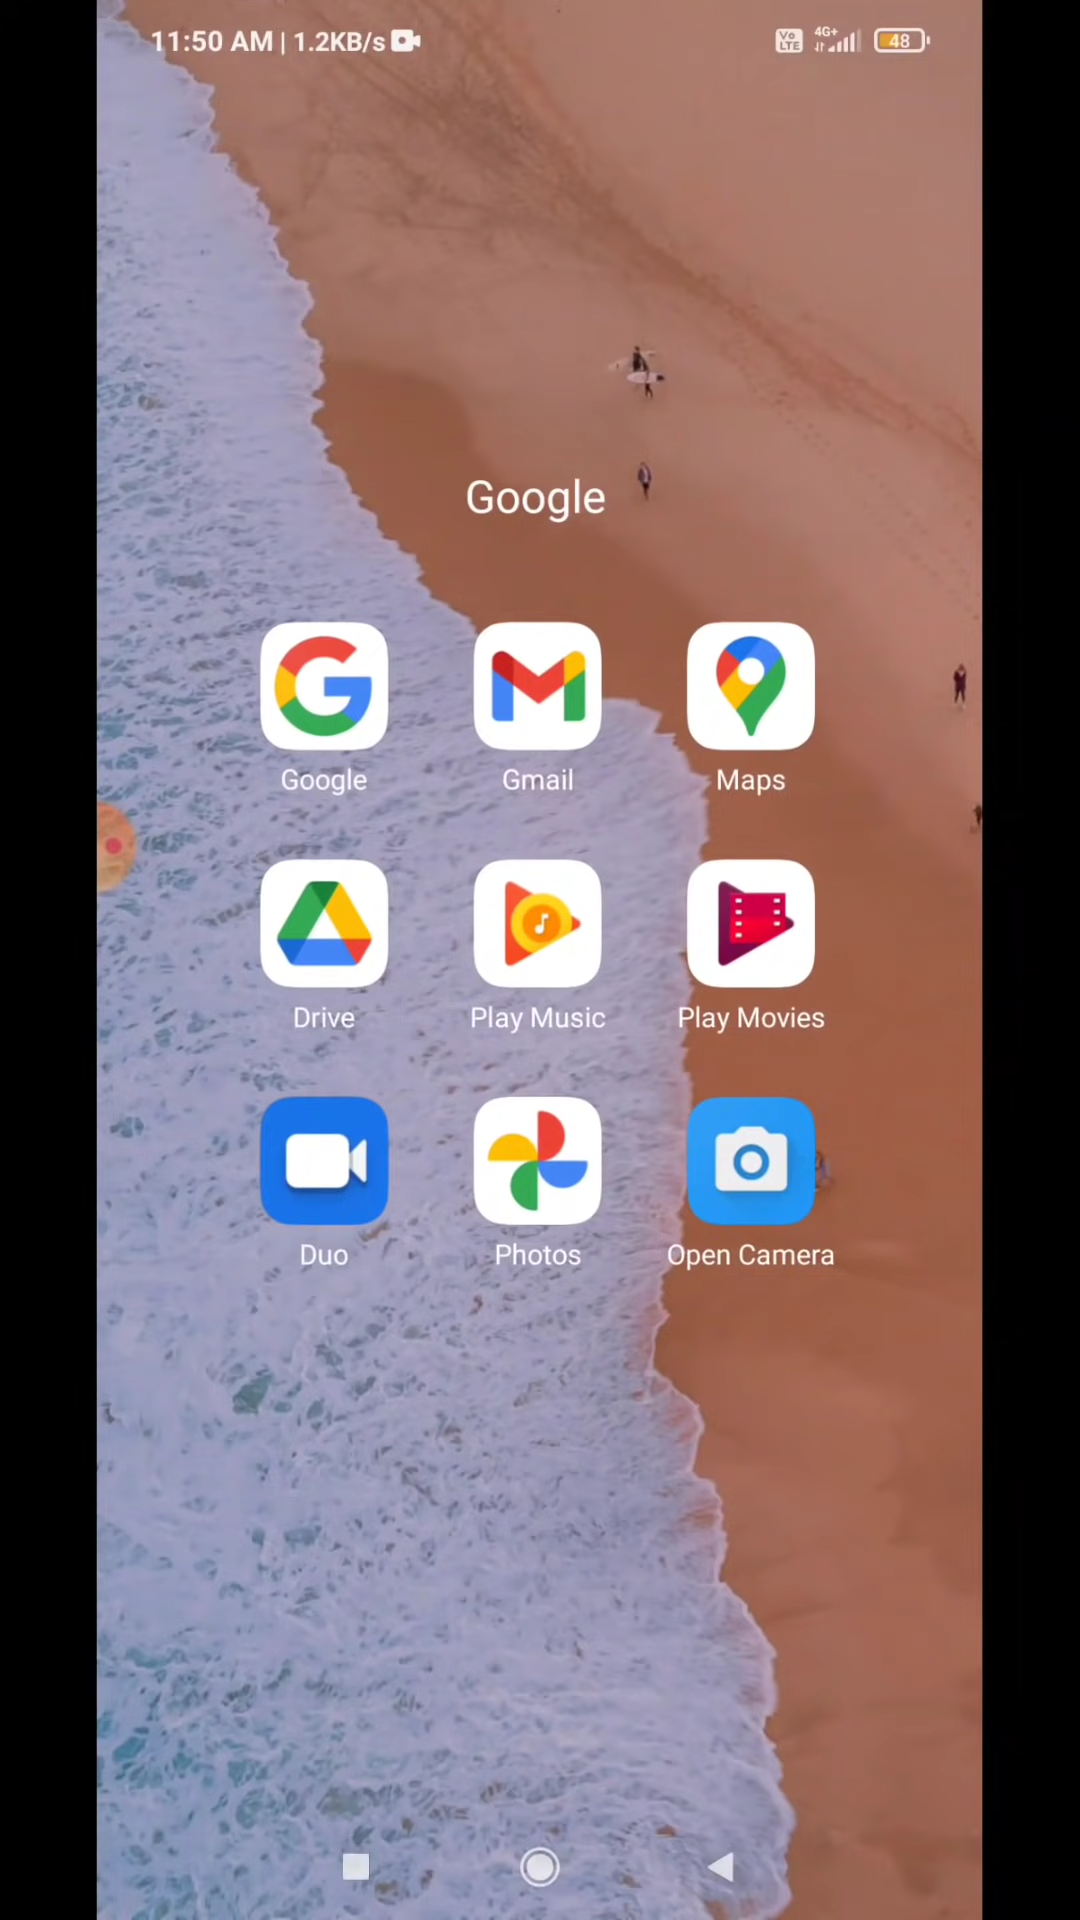 11:50 AM | 1.2KB/s
Vo LTE 4G+ 48
Google
Google Gmail Maps
Drive Play Music Play Movies
Duo Photos Open Camera